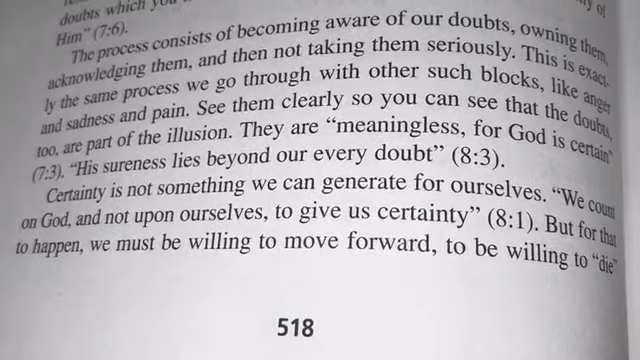 doubts which you
Him" (7:6).
The process consists of becoming aware of our doubts, owning them,
acknowledging them, and then not taking them seriously. This is exact-
ly the same process we go through with other such blocks, like anger
and sadness and pain. See them clearly so you can see that the doubts,
too, are part of the illusion. They are “meaningless, for God is certain”
(7:3). “His sureness lies beyond our every doubt” (8:3).
Certainty is not something we can generate for ourselves. “We count
on God, and not upon ourselves, to give us certainty” (8:1). But for that
to happen, we must be willing to move forward, to be willing to “die”
518